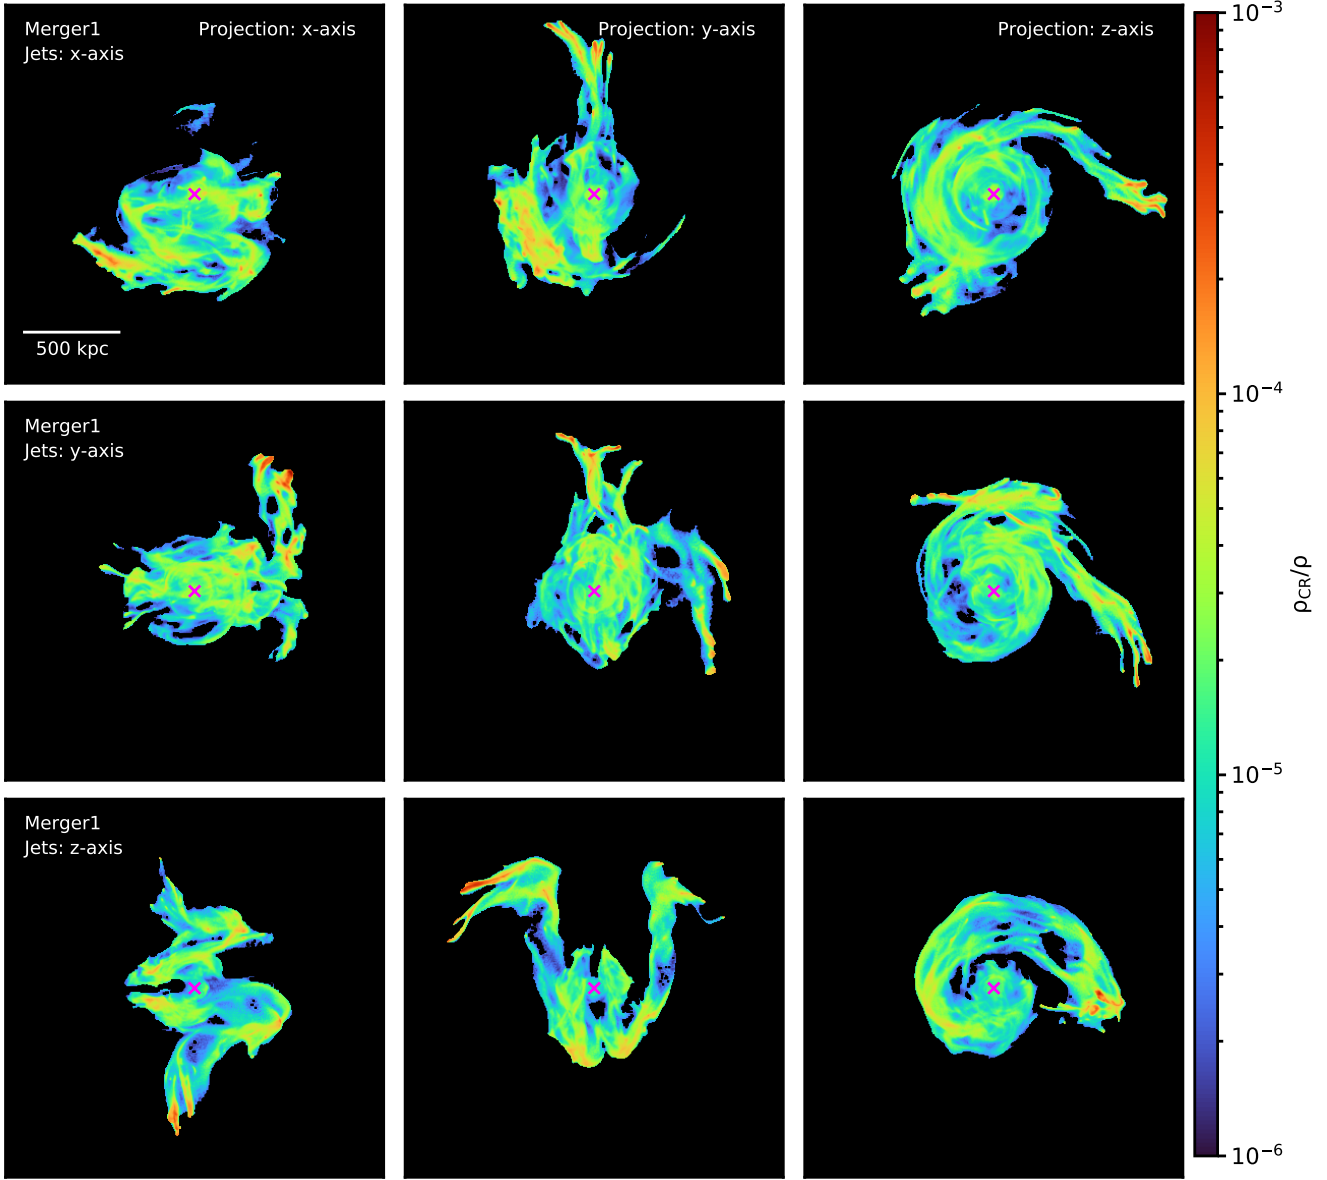 Merger1
Jets: x-axis
Projection: x-axis
Projection: y-axis
Projection: z-axis
500 kpc
Merger1
Jets: y-axis
Merger1
Jets: z-axis
10⁻³
10⁻⁴
10⁻⁵
10⁻⁶
ρCR/ρ